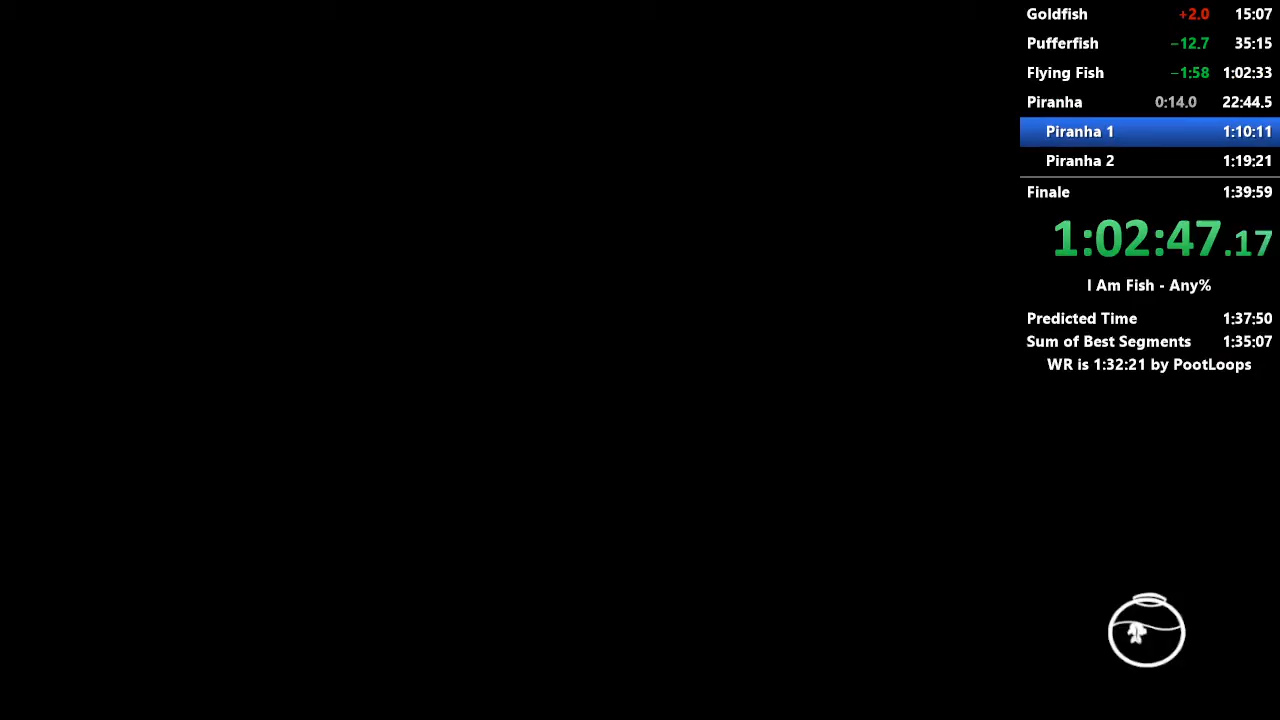 Goldfish +2.0 15:07
Pufferfish −12.7 35:15
Flying Fish −1:58 1:02:33
Piranha 0:14.0 22:44.5
Piranha 1 1:10:11
Piranha 2 1:19:21
Finale 1:39:59
1:02:47.17
I Am Fish - Any%
Predicted Time 1:37:50
Sum of Best Segments 1:35:07
WR is 1:32:21 by PootLoops